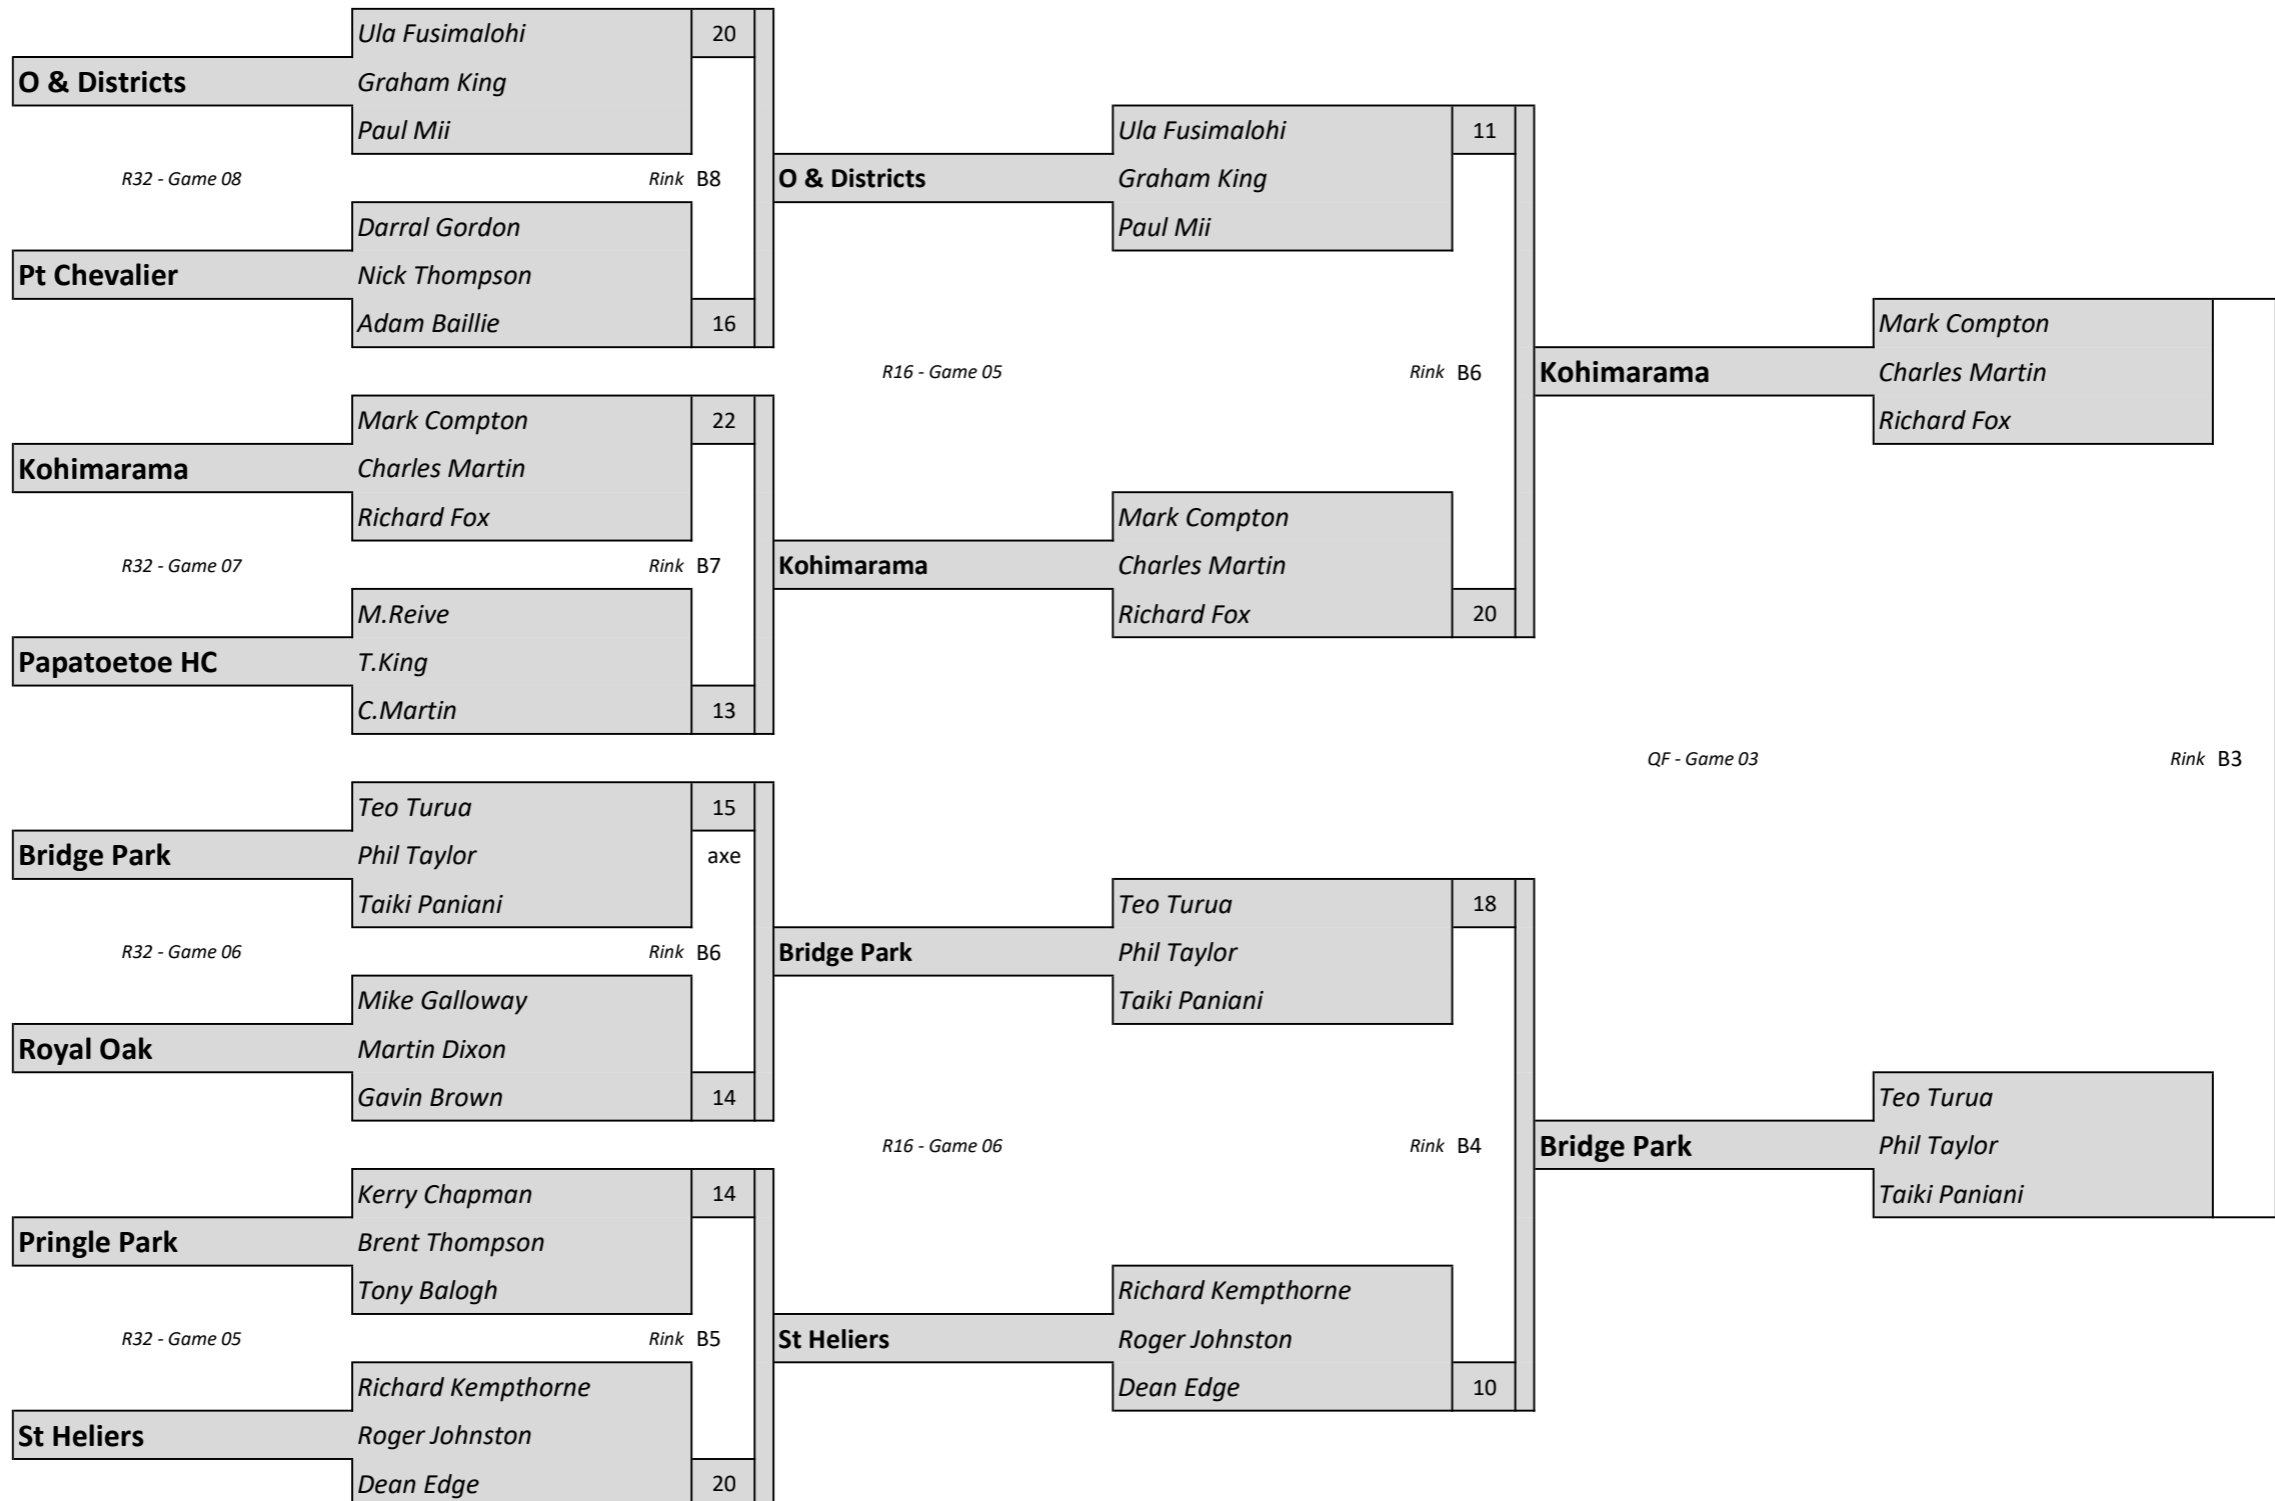 Ula Fusimalohi 20
O & Districts Graham King
Paul Mii Ula Fusimalohi 11
R32 - Game 08 Rink B8 O & Districts Graham King
Darral Gordon Paul Mii
Pt Chevalier Nick Thompson
Adam Baillie 16 Mark Compton
R16 - Game 05 Rink B6 Kohimarama Charles Martin
Mark Compton 22 Richard Fox
Kohimarama Charles Martin
Richard Fox Mark Compton
R32 - Game 07 Rink B7 Kohimarama Charles Martin
M.Reive Richard Fox 20
Papatoetoe HC T.King
C.Martin 13
QF - Game 03 Rink B3
Teo Turua 15
Bridge Park Phil Taylor axe
Taiki Paniani Teo Turua 18
R32 - Game 06 Rink B6 Bridge Park Phil Taylor
Mike Galloway Taiki Paniani
Royal Oak Martin Dixon
Gavin Brown 14 Teo Turua
R16 - Game 06 Rink B4 Bridge Park Phil Taylor
Kerry Chapman 14 Taiki Paniani
Pringle Park Brent Thompson
Tony Balogh Richard Kempthorne
R32 - Game 05 Rink B5 St Heliers Roger Johnston
Richard Kempthorne Dean Edge 10
St Heliers Roger Johnston
Dean Edge 20